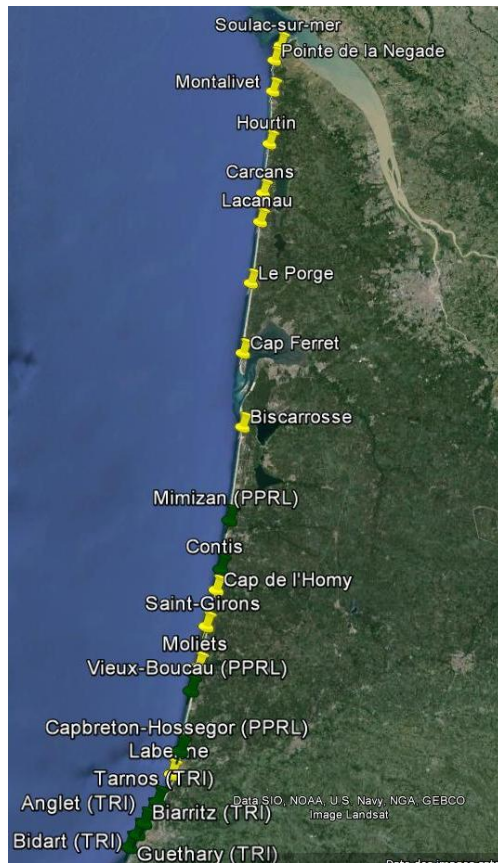 Soulac-sur-mer
Pointe de la Negade
Montalivet
Hourtin
Carcans
Lacanau
Le Porge
Cap Ferret
Biscarrosse
Mimizan (PPRL)
Contis
Cap de l'Homy
Saint-Girons
Moliets
Vieux-Boucau (PPRL)
Capbreton-Hossegor (PPRL)
Labenne
Tarnos (TRI)
Data SIO, NOAA, U.S. Navy, NGA, GEBCO
Image Landsat
Anglet (TRI)
Biarritz (TRI)
Bidart (TRI)
Guethary (TRI)